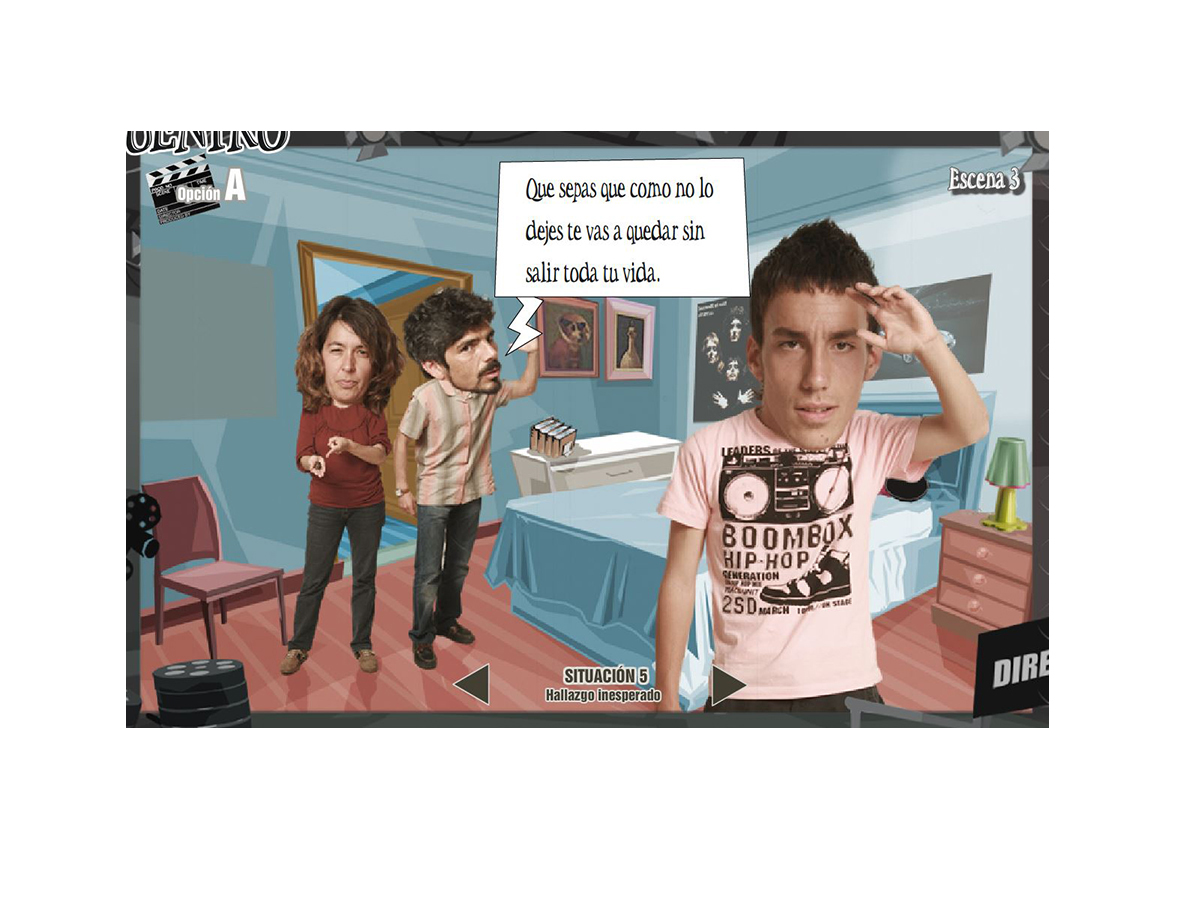 Opción A
Escena 3
Que sepas que como no lo
dejes te vas a quedar sin
salir toda tu vida.
LEADERS
BOOMBOX
HIP-HOP
GENERATION
2SD MARCH
SITUACIÓN 5
Hallazgo inesperado
DIRE